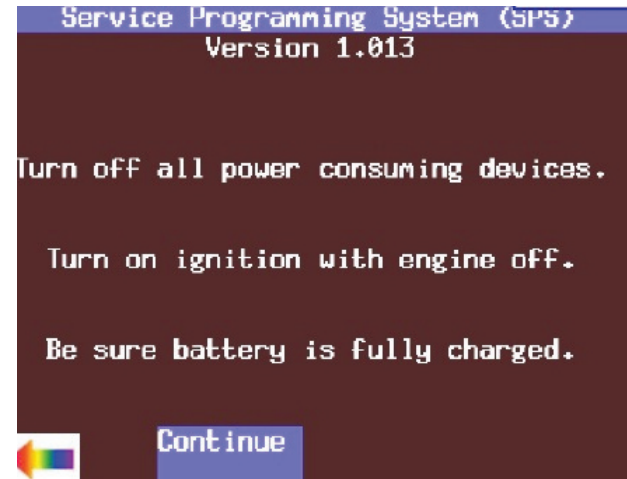 Service Programming System (SPS)
Version 1.013
Turn off all power consuming devices.
Turn on ignition with engine off.
Be sure battery is fully charged.
Continue